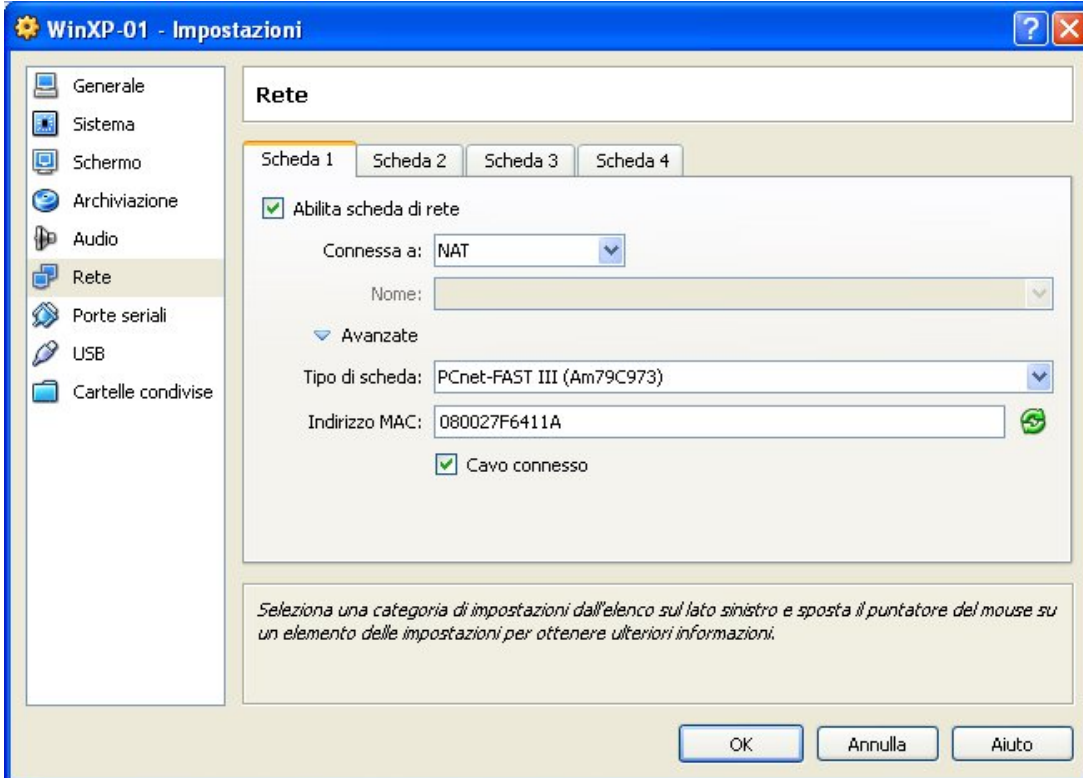 WinXP-01 - Impostazioni
Generale
Sistema
Schermo
Archiviazione
Audio
Rete
Porte seriali
USB
Cartelle condivise
Rete
Scheda 1 Scheda 2 Scheda 3 Scheda 4
Abilita scheda di rete
Connessa a: NAT
Nome:
Avanzate
Tipo di scheda: PCnet-FAST III (Am79C973)
Indirizzo MAC: 080027F6411A
Cavo connesso
Seleziona una categoria di impostazioni dall'elenco sul lato sinistro e sposta il puntatore del mouse su
un elemento delle impostazioni per ottenere ulteriori informazioni.
OK Annulla Aiuto